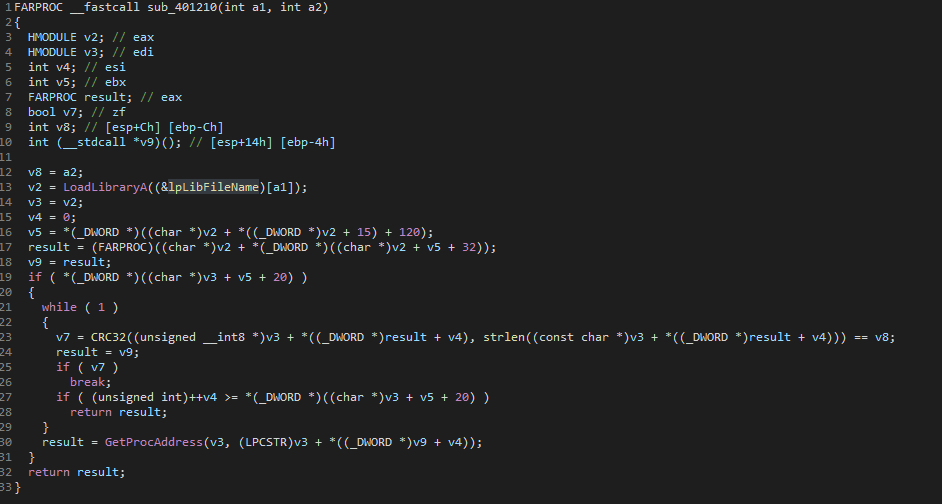 1 FARPROC __fastcall sub_401210(int a1, int a2)
2 {
3 HMODULE v2; // eax
4 HMODULE v3; // edi
5 int v4; // esi
6 int v5; // ebx
7 FARPROC result; // eax
8 bool v7; // zf
9 int v8; // [esp+Ch] [ebp-Ch]
10 int (__stdcall *v9)(); // [esp+14h] [ebp-4h]
11
12 v8 = a2;
13 v2 = LoadLibraryA((&lpLibFileName)[a1]);
14 v3 = v2;
15 v4 = 0;
16 v5 = *(_DWORD *)((char *)v2 + *((_DWORD *)v2 + 15) + 120);
17 result = (FARPROC)((char *)v2 + *(_DWORD *)((char *)v2 + v5 + 32));
18 v9 = result;
19 if ( *(_DWORD *)((char *)v3 + v5 + 20) )
20 {
21 while ( 1 )
22 {
23 v7 = CRC32((unsigned __int8 *)v3 + *((_DWORD *)result + v4), strlen((const char *)v3 + *((_DWORD *)result + v4))) == v8;
24 result = v9;
25 if ( v7 )
26 break;
27 if ( (unsigned int)++v4 >= *(_DWORD *)((char *)v3 + v5 + 20) )
28 return result;
29 }
30 result = GetProcAddress(v3, (LPCSTR)v3 + *((_DWORD *)v9 + v4));
31 }
32 return result;
33 }